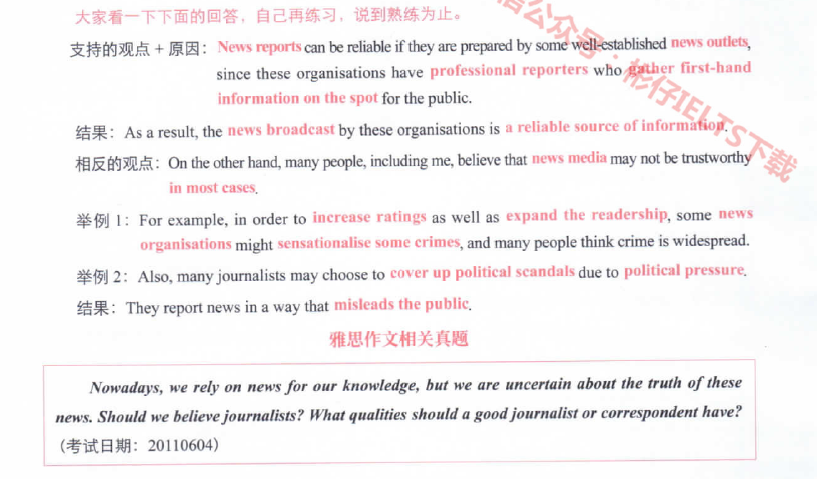 大家看一下下面的回答，自己再练习，说到熟练为止。
支持的观点 + 原因：News reports can be reliable if they are prepared by some well-established news outlets,
since these organisations have professional reporters who gather first-hand
information on the spot for the public.
结果：As a result, the news broadcast by these organisations is a reliable source of information.
相反的观点：On the other hand, many people, including me, believe that news media may not be trustworthy
in most cases.
举例 1：For example, in order to increase ratings as well as expand the readership, some news
organisations might sensationalise some crimes, and many people think crime is widespread.
举例 2：Also, many journalists may choose to cover up political scandals due to political pressure.
结果：They report news in a way that misleads the public.
雅思作文相关真题
Nowadays, we rely on news for our knowledge, but we are uncertain about the truth of these
news. Should we believe journalists? What qualities should a good journalist or correspondent have?
（考试日期：20110604）
信公众号：彬仔IELTS下载